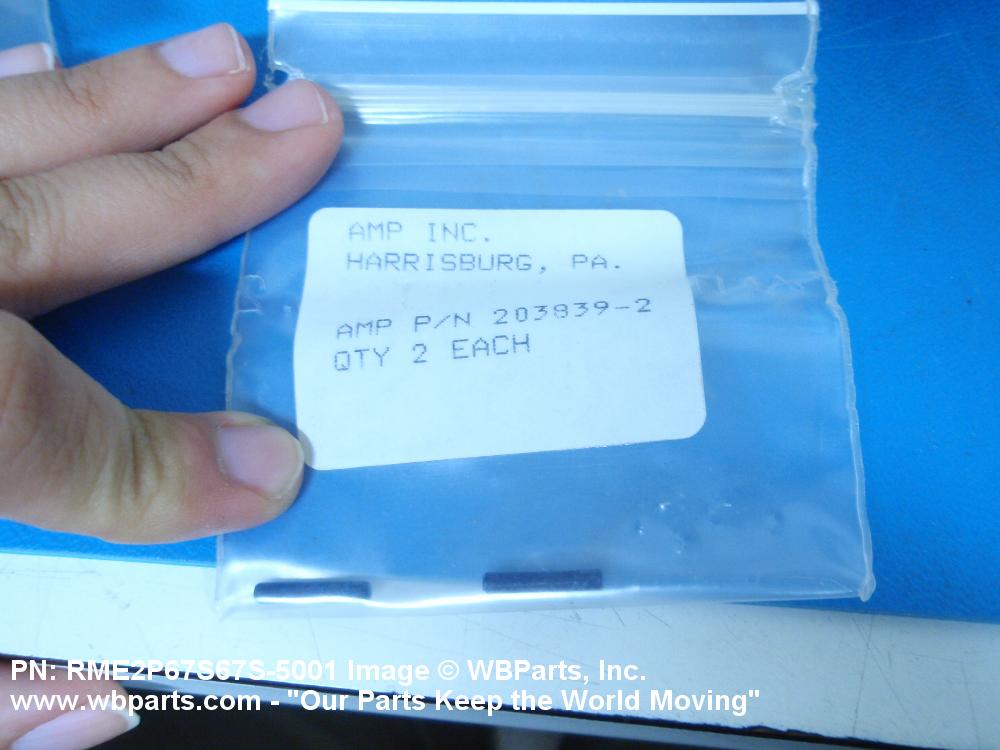 AMP INC.
HARRISBURG, PA.
AMP P/N 203839-2
QTY 2 EACH
PN: RME2P67S67S-5001 Image © WBParts, Inc.
www.wbparts.com - "Our Parts Keep the World Moving"